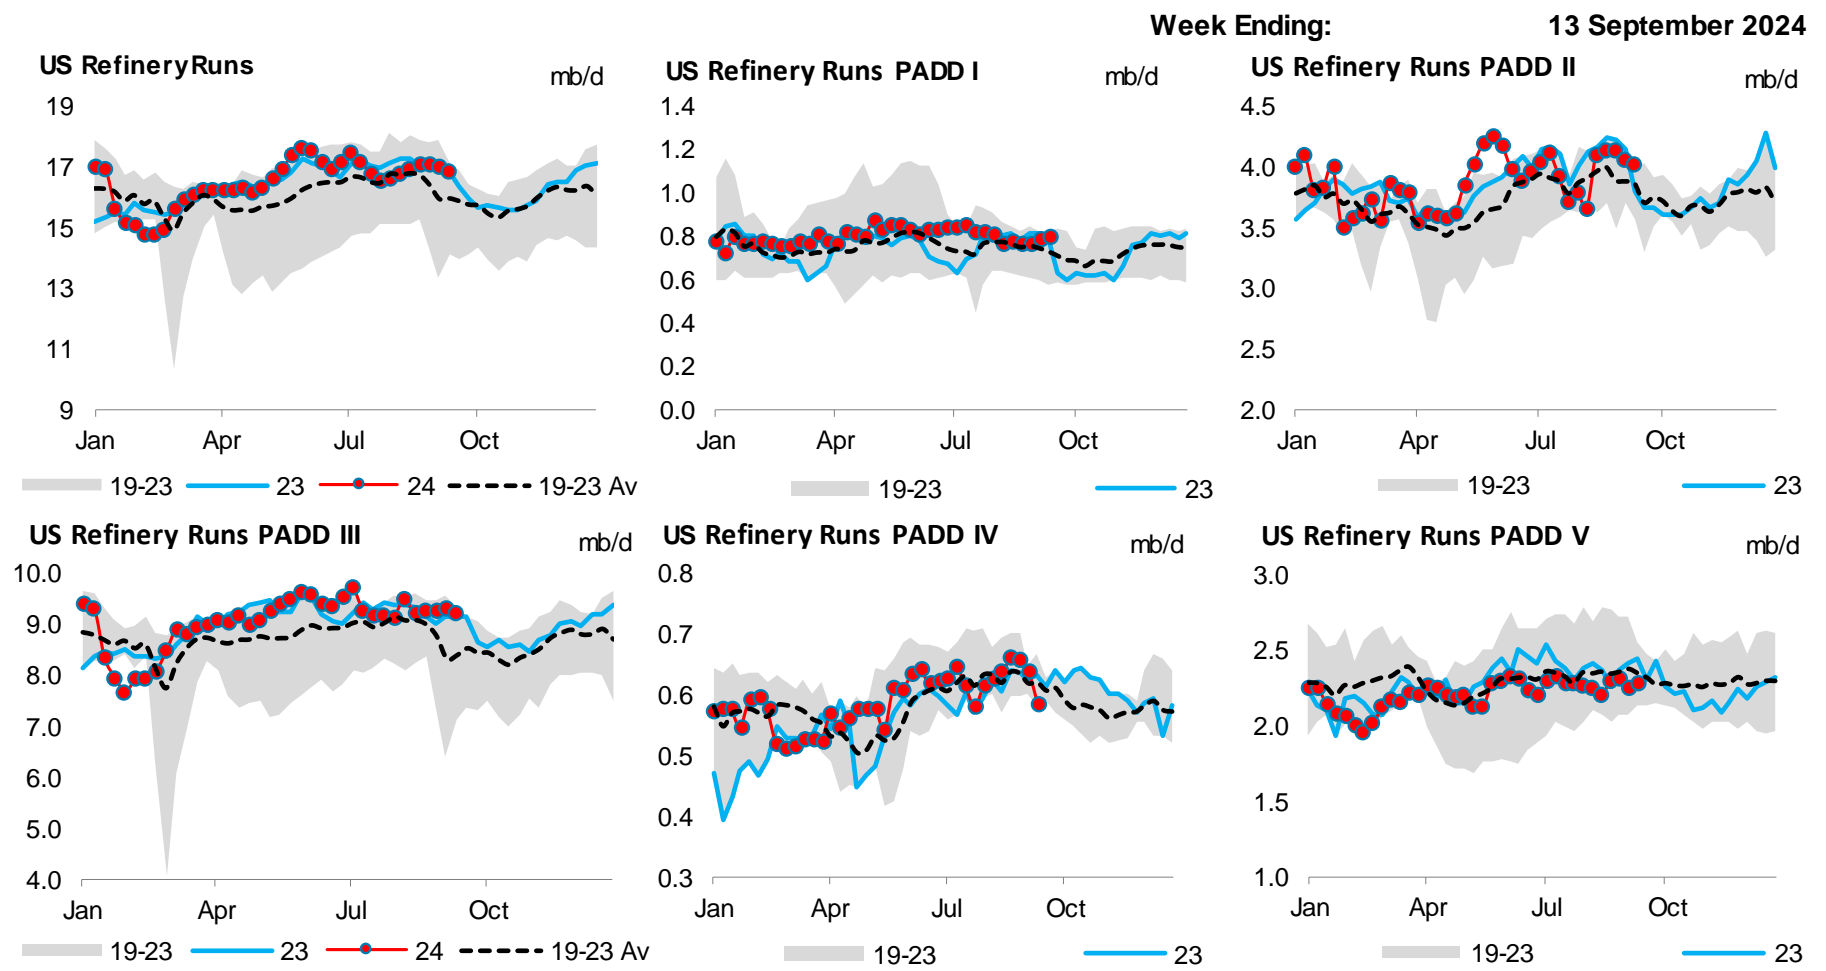 Week Ending: 13 September 2024
US Refinery Runs mb/d
19
17
15
13
11
9
Jan Apr Jul Oct
19-23 23 24 19-23 Av
US Refinery Runs PADD I mb/d
1.4
1.2
1.0
0.8
0.6
0.4
0.2
0.0
Jan Apr Jul Oct
19-23 23
US Refinery Runs PADD II mb/d
4.5
4.0
3.5
3.0
2.5
2.0
Jan Apr Jul Oct
19-23 23
US Refinery Runs PADD III mb/d
10.0
9.0
8.0
7.0
6.0
5.0
4.0
Jan Apr Jul Oct
19-23 23 24 19-23 Av
US Refinery Runs PADD IV mb/d
0.8
0.7
0.6
0.5
0.4
0.3
Jan Apr Jul Oct
19-23 23
US Refinery Runs PADD V mb/d
3.0
2.5
2.0
1.5
1.0
Jan Apr Jul Oct
19-23 23